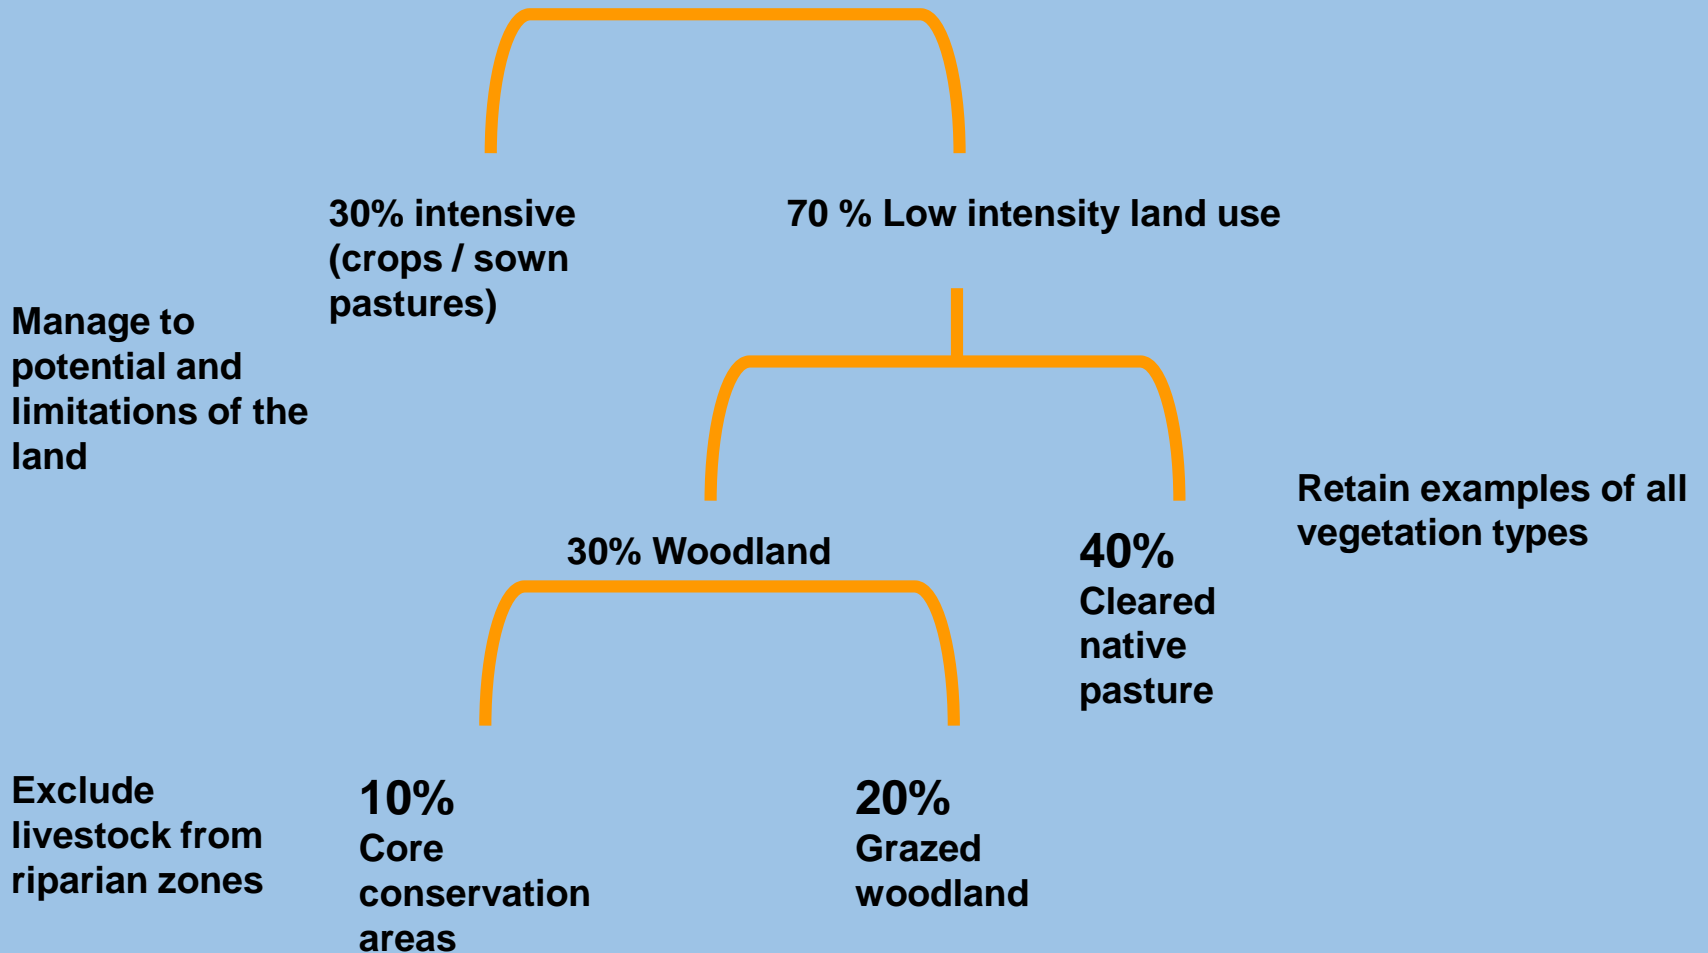 30% intensive
(crops / sown
pastures)
70 % Low intensity land use
Manage to
potential and
limitations of the
land
30% Woodland
40%
Cleared
native
pasture
Retain examples of all
vegetation types
Exclude
livestock from
riparian zones
10%
Core
conservation
areas
20%
Grazed
woodland